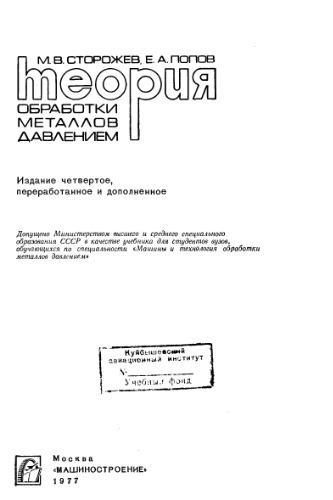 М. В. СТОРОЖЕВ, Е. А. ПОПОВ
Теория
ОБРАБОТКИ
МЕТАЛЛОВ
ДАВЛЕНИЕМ
Издание четвертое,
переработанное и дополненное
Допущено Министерством высшего и среднего специального
образования СССР в качестве учебника для студентов вузов,
обучающихся по специальности «Машины и технология обработки
металлов давлением»
Куйбышевский
авиационный институт
№
Учебный фонд
Москва
«МАШИНОСТРОЕНИЕ»
1977